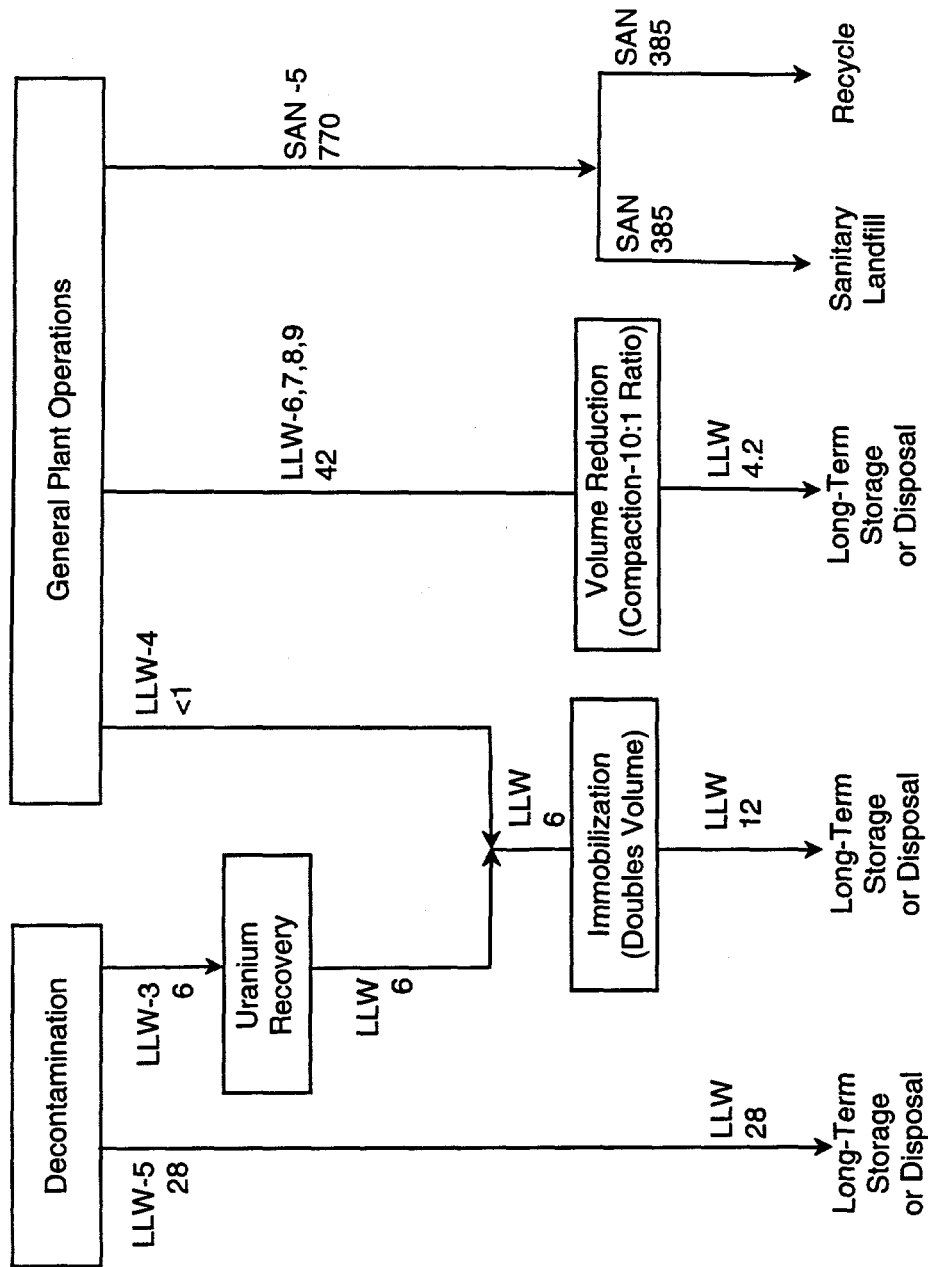 Decontamination
General Plant Operations
LLW-5
28
LLW-3
6
LLW-4
<1
LLW-6,7,8,9
42
SAN -5
770
Uranium
Recovery
LLW
6
LLW
6
Immobilization
(Doubles Volume)
Volume Reduction
(Compaction-10:1 Ratio)
SAN
385
SAN
385
LLW
28
LLW
12
LLW
4.2
Long-Term
Storage
or Disposal
Long-Term
Storage
or Disposal
Long-Term
Storage
or Disposal
Sanitary
Landfill
Recycle